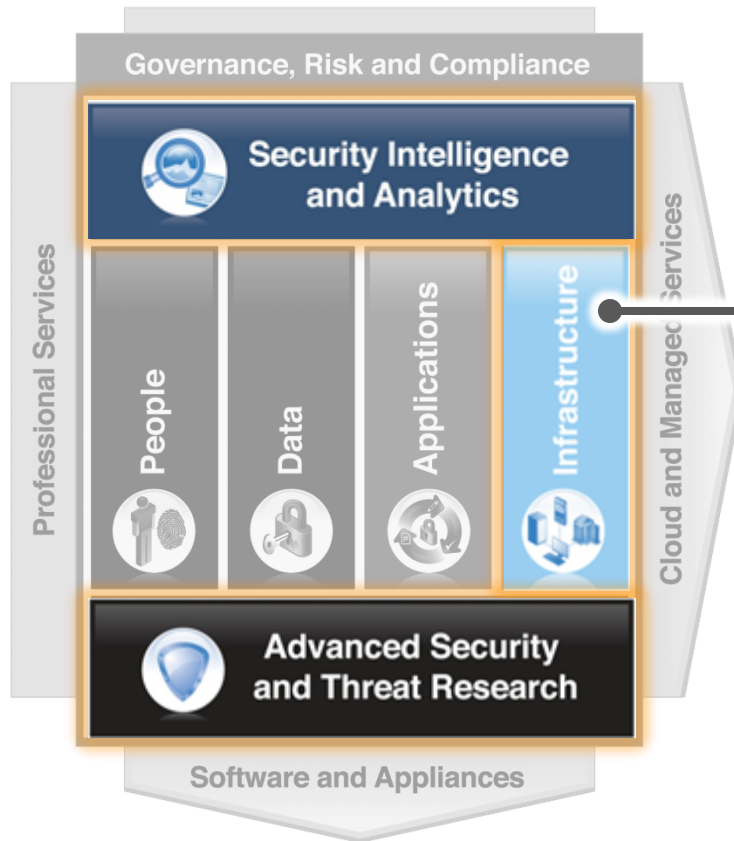 Governance, Risk and Compliance
Security Intelligence
and Analytics
Professional Services
People
Data
Applications
Infrastructure
Cloud and Managed Services
Advanced Security
and Threat Research
Software and Appliances